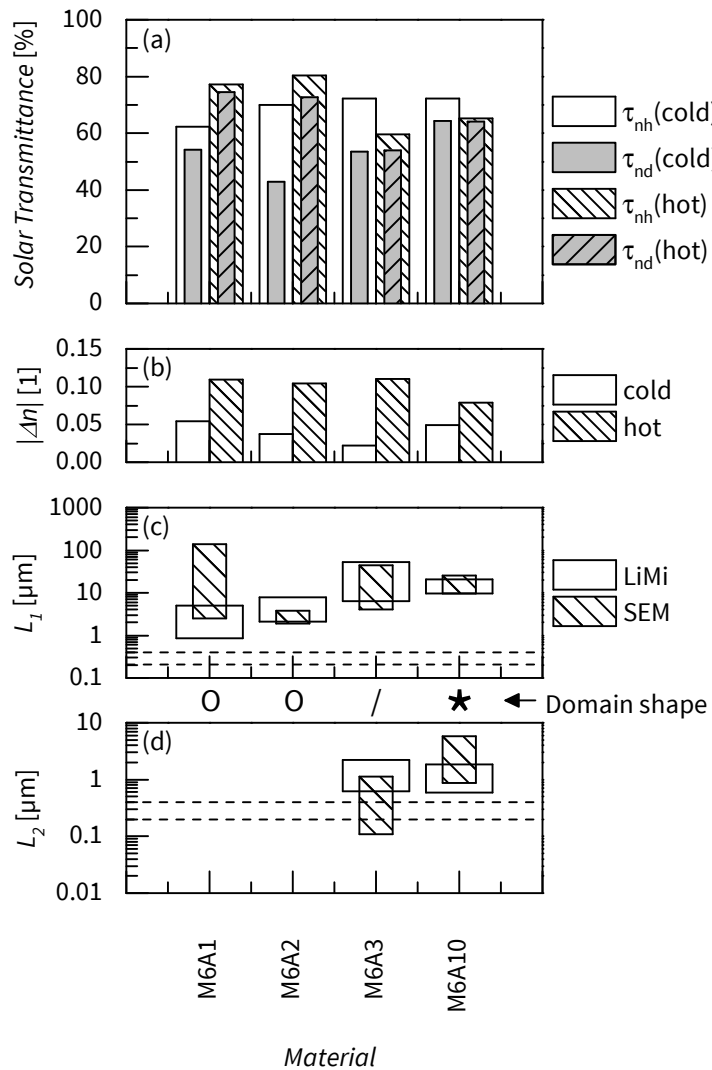 (a)
Solar Transmittance [%]
100
80
60
40
20
0
τnh(cold)
τnd(cold)
τnh(hot)
τnd(hot)
(b)
|Δn| [1]
0.15
0.10
0.05
0.00
cold
hot
(c)
L1 [µm]
1000
100
10
1
0.1
LiMi
SEM
O O / ★ ← Domain shape
(d)
L2 [µm]
10
1
0.1
0.01
M6A1
M6A2
M6A3
M6A10
Material